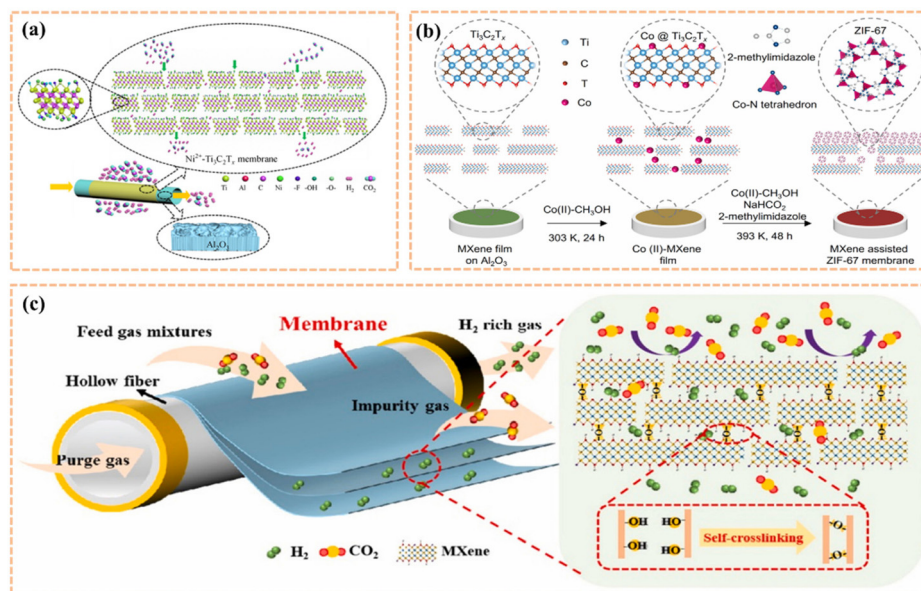 (a)
Ni²⁺-Ti₃C₂Tₓ membrane
Ti Al C Ni -F -OH -O- H₂ CO₂
Al₂O₃
(b)
Ti₃C₂Tₓ
Ti
C
T
Co
Co @ Ti₃C₂Tₓ
2-methylimidazole
Co-N tetrahedron
ZIF-67
MXene film
on Al₂O₃
Co(II)-CH₃OH
303 K, 24 h
Co (II)-MXene
film
Co(II)-CH₃OH
NaHCO₂
2-methylimidazole
393 K, 48 h
MXene assisted
ZIF-67 membrane
(c)
Feed gas mixtures
Membrane
H₂ rich gas
Hollow fiber
Impurity gas
Purge gas
H₂ CO₂ MXene
-OH HO-
-OH HO-
Self-crosslinking
-O-
-O-